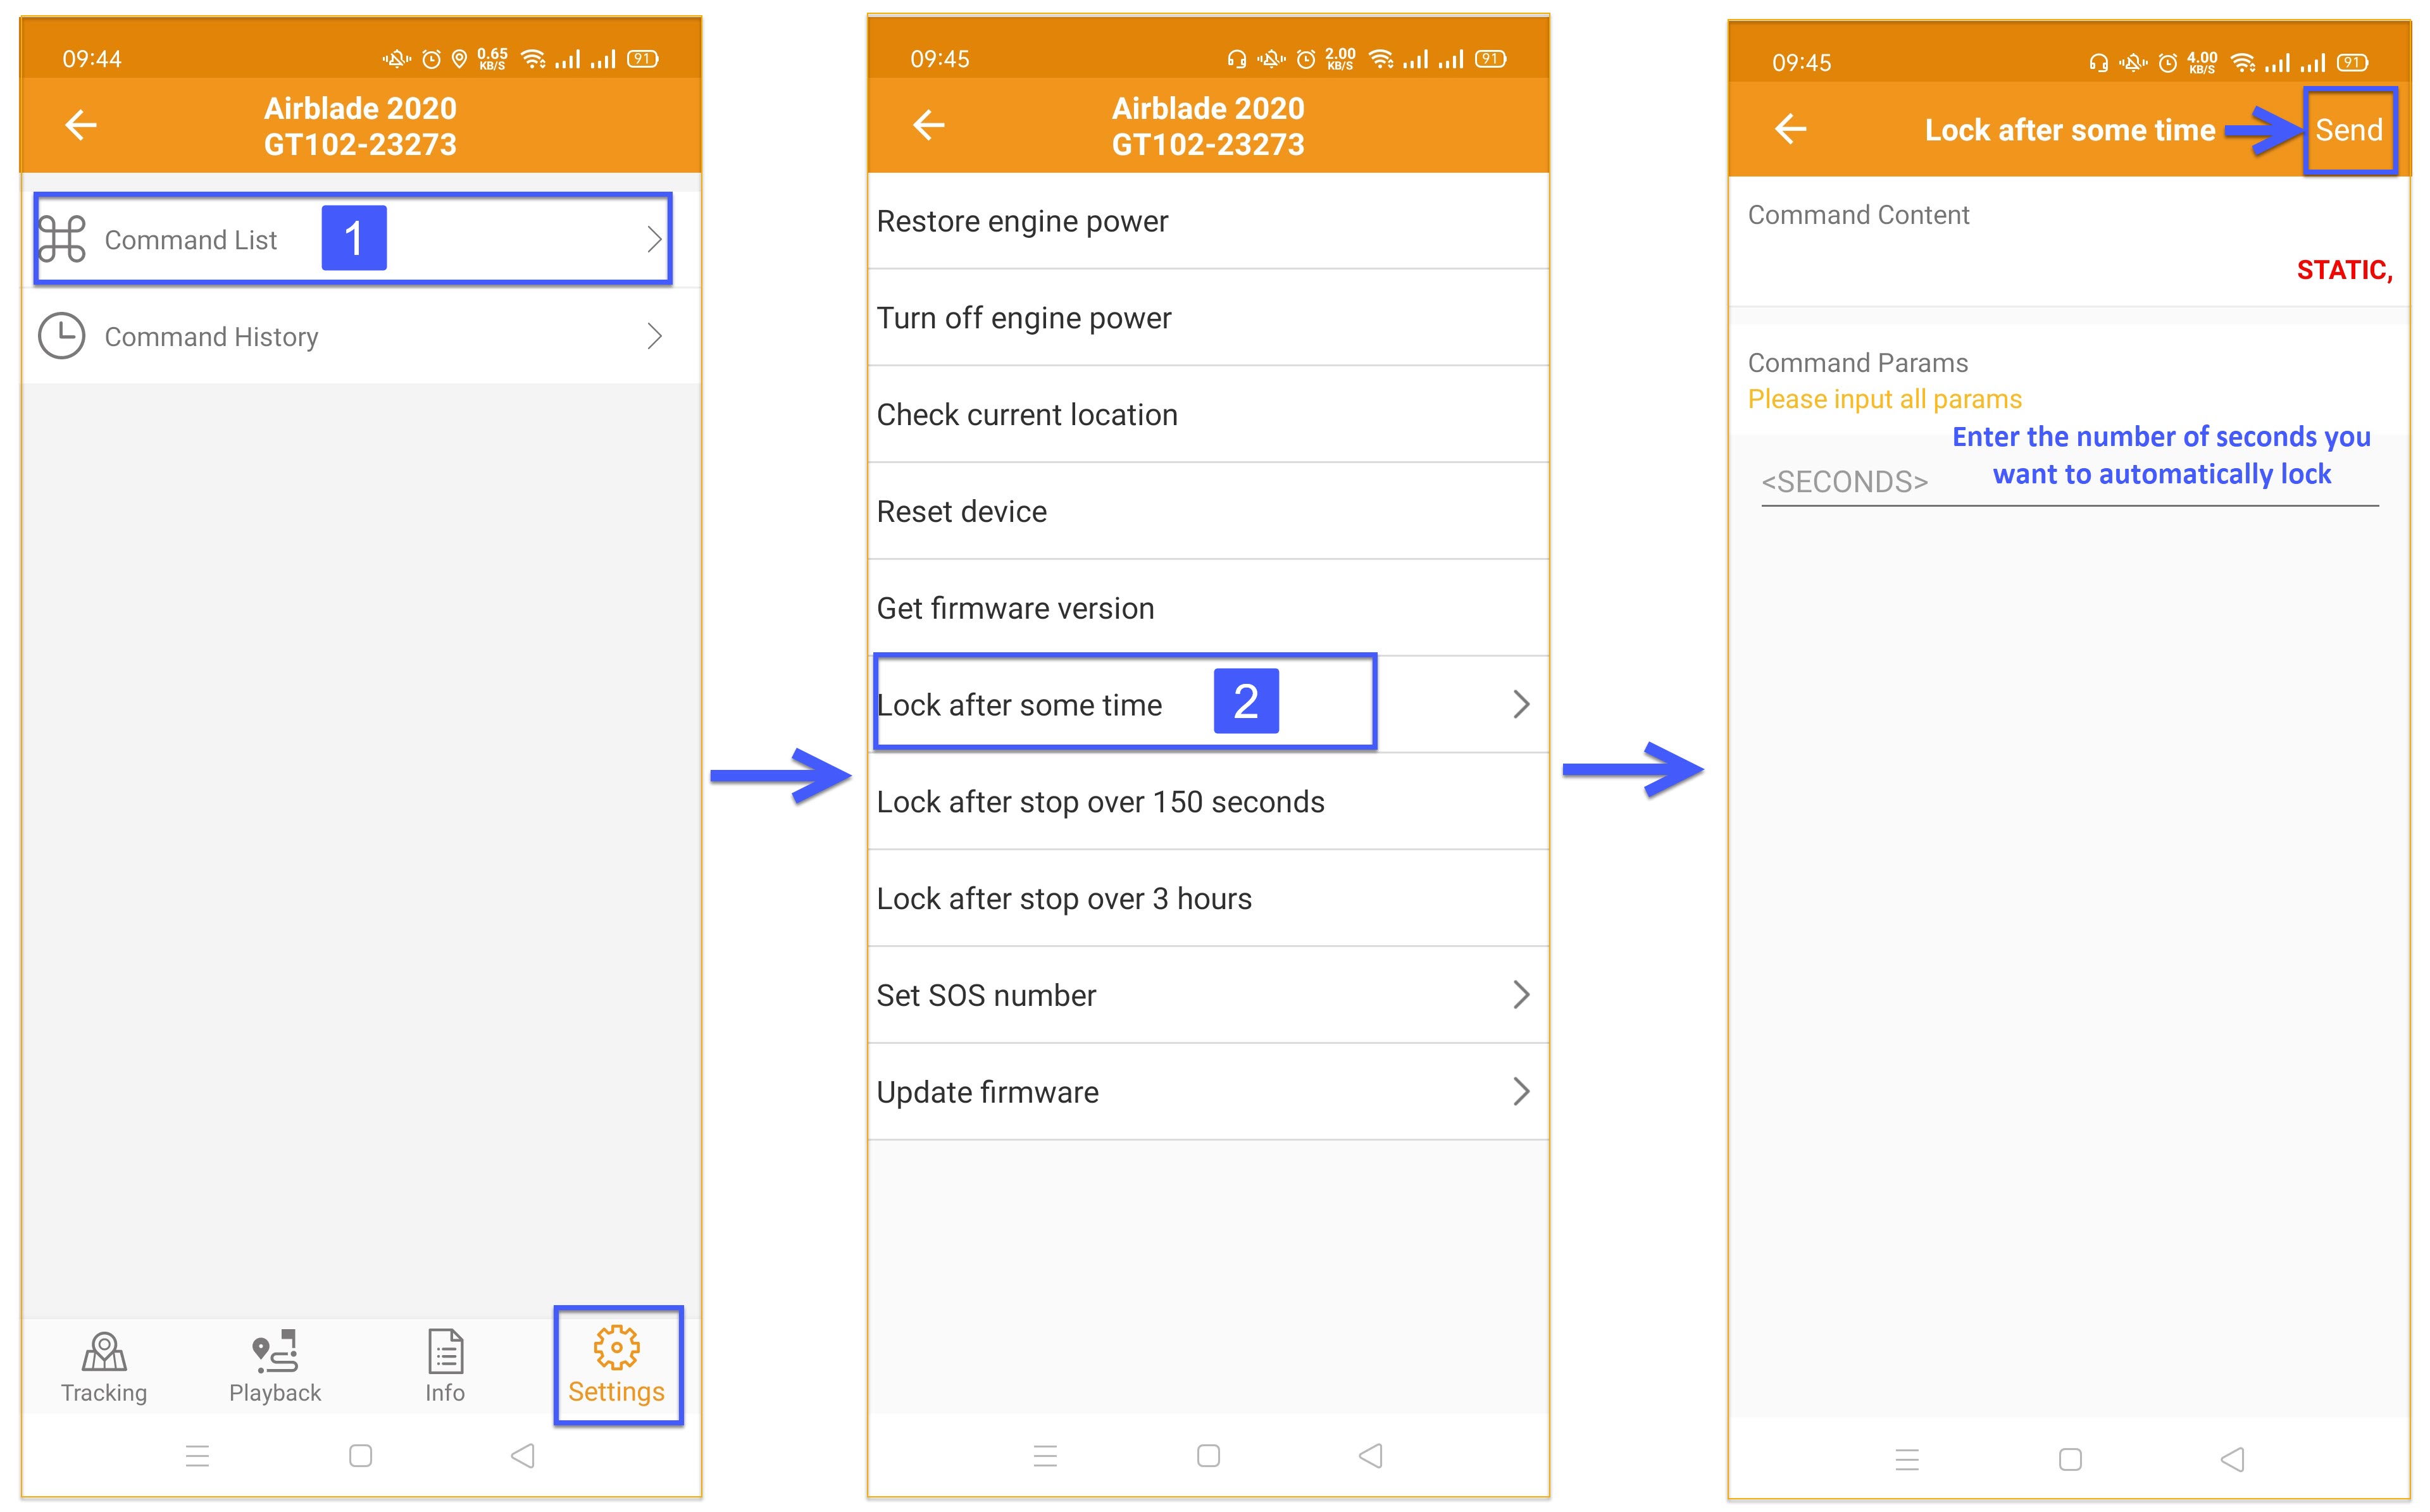 09:44
0.65
KB/S
91
Airblade 2020
GT102-23273
Command List
1
Command History
Tracking
Playback
Info
Settings
09:45
2.00
KB/S
91
Airblade 2020
GT102-23273
Restore engine power
Turn off engine power
Check current location
Reset device
Get firmware version
Lock after some time
2
Lock after stop over 150 seconds
Lock after stop over 3 hours
Set SOS number
Update firmware
09:45
4.00
KB/S
91
Lock after some time
Send
Command Content
STATIC,
Command Params
Please input all params
Enter the number of seconds you
want to automatically lock
<SECONDS>